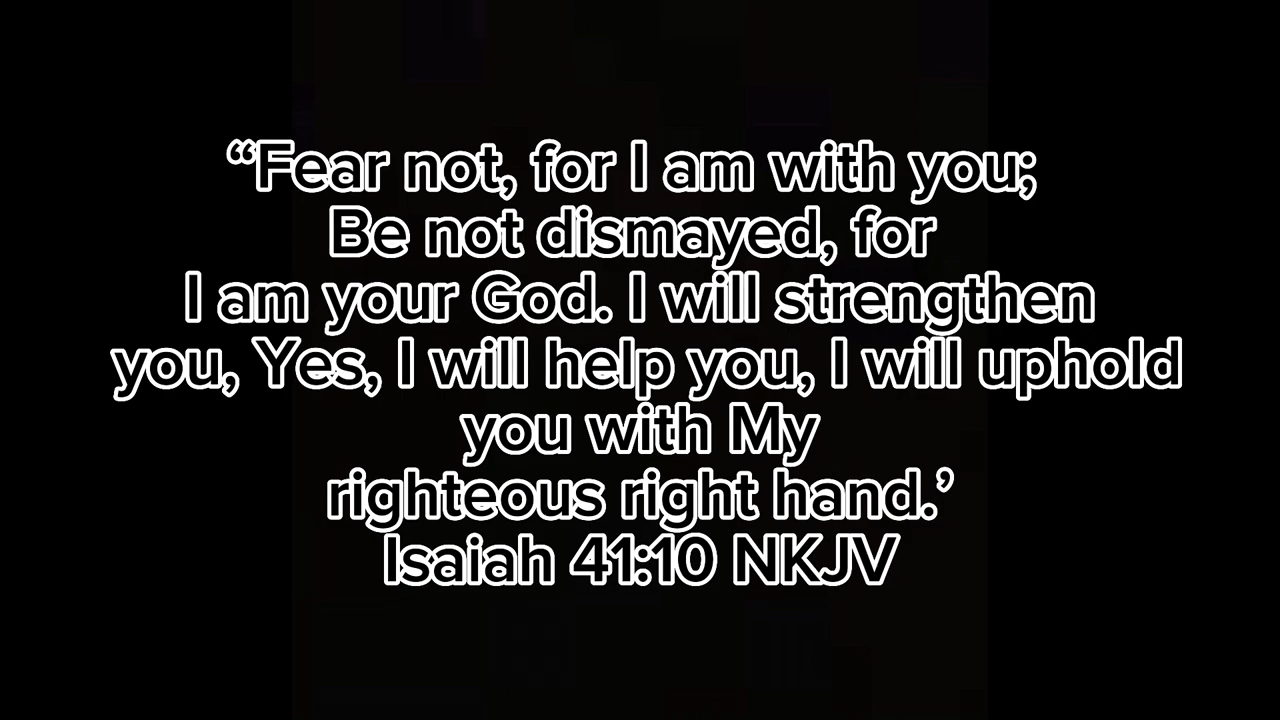 “Fear not, for I am with you;
Be not dismayed, for
I am your God. I will strengthen
you, Yes, I will help you, I will uphold
you with My
righteous right hand.’
Isaiah 41:10 NKJV